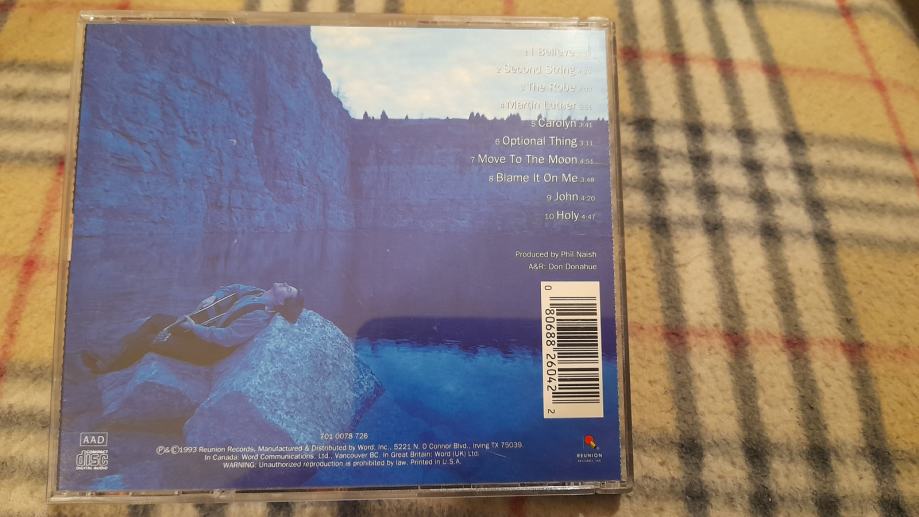 1 I Believe
2 Second String
3 The Robe
4 Martin Luther
5 Carolyn 3:41
6 Optional Thing 3:11
7 Move To The Moon 4:51
8 Blame It On Me 3:48
9 John 4:20
10 Holy 4:47
Produced by Phil Naish
A&R: Don Donahue
0 80688 26042 2
AAD
COMPACT
disc
DIGITAL AUDIO
701 0078 726
℗& ©1993 Reunion Records, Manufactured & Distributed by Word, Inc., 5221 N. O Connor Blvd., Irving TX 75039.
In Canada: Word Communications, Ltd., Vancouver BC. In Great Britain: Word (UK) Ltd.
WARNING: Unauthorized reproduction is prohibited by law. Printed in U.S.A.
REUNION